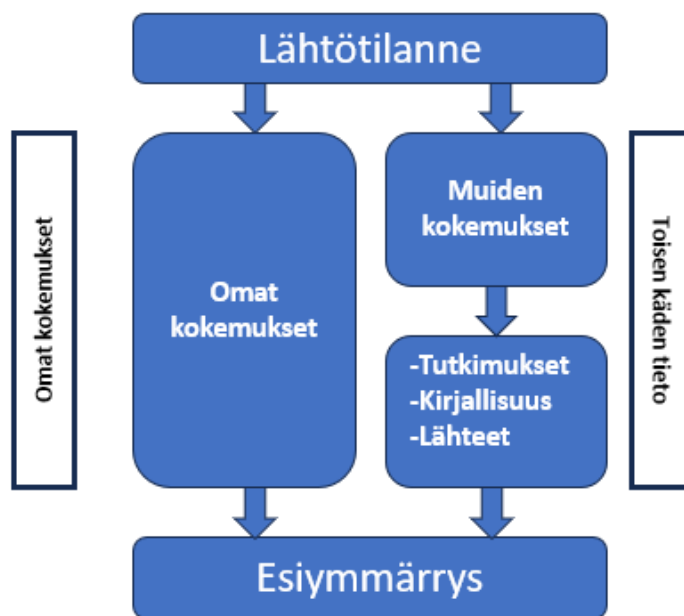 Lähtötilanne
Omat kokemukset
Omat
kokemukset
Muiden
kokemukset
-Tutkimukset
-Kirjallisuus
-Lähteet
Toisen käden tieto
Esiymmärrys